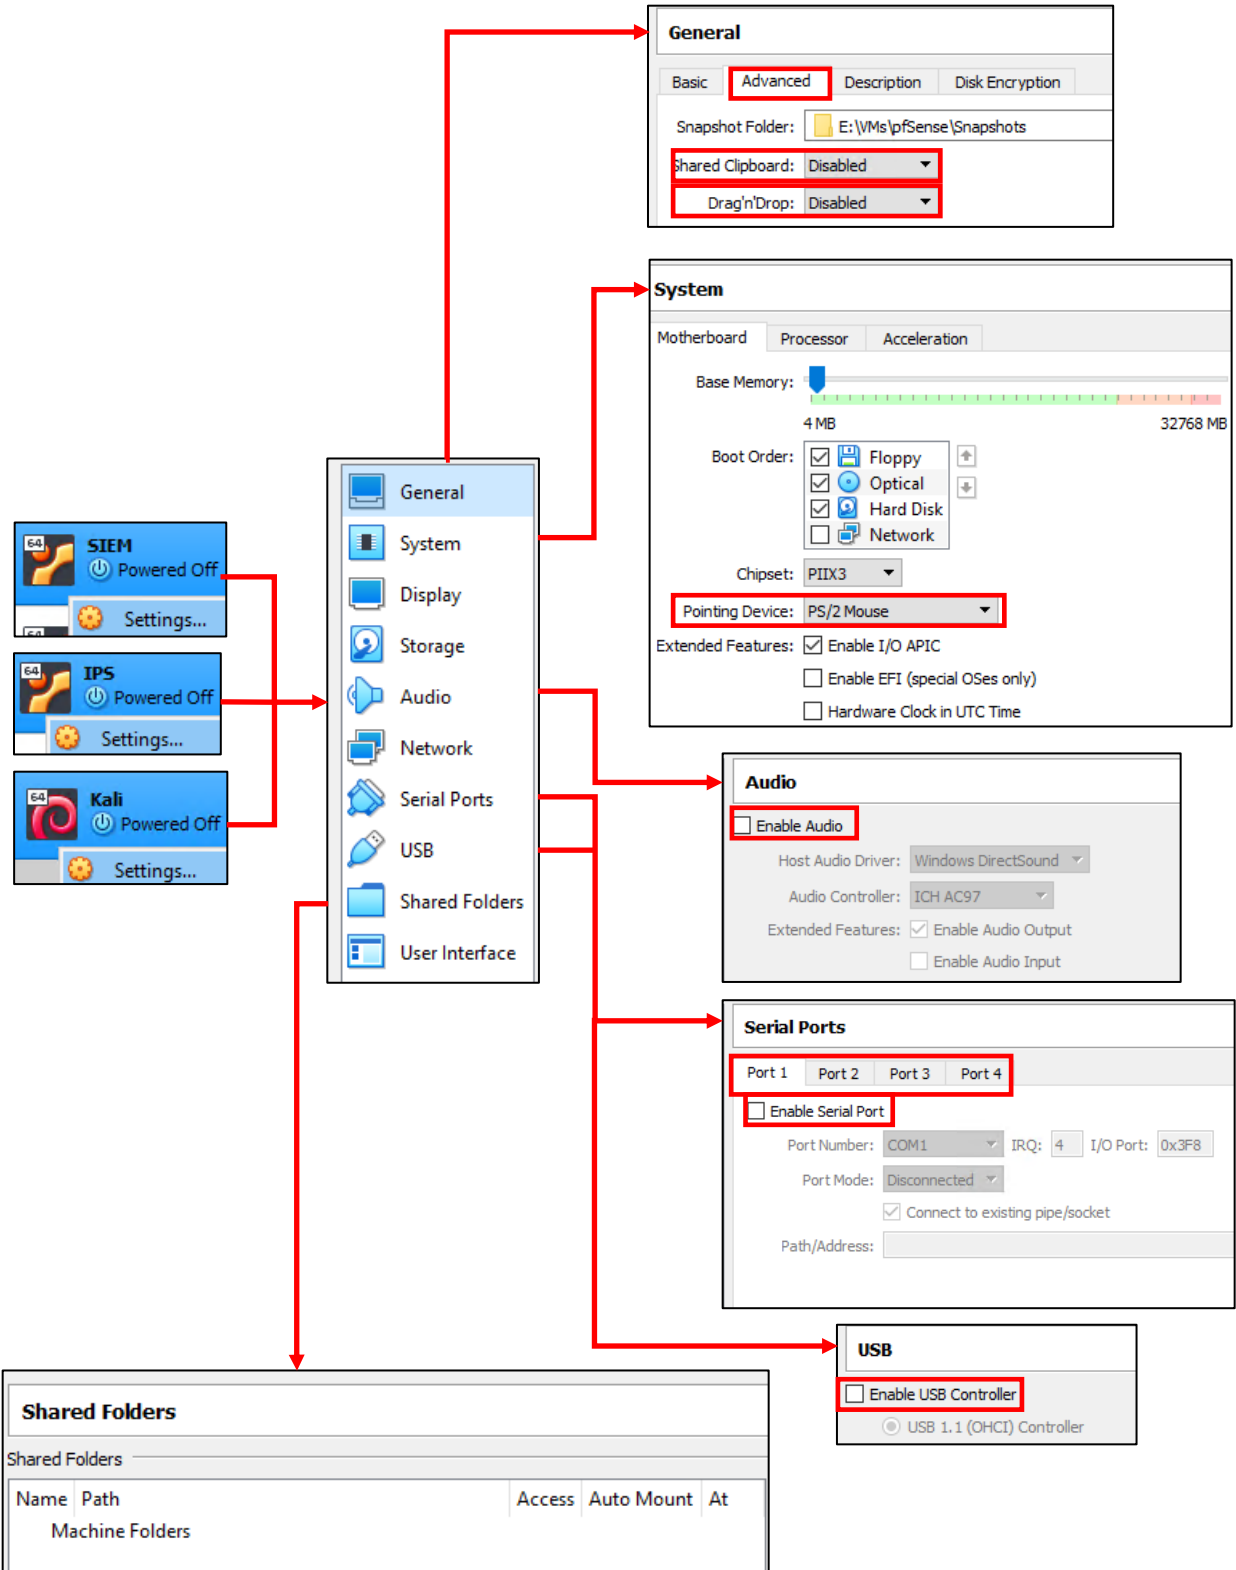 General
Basic Advanced Description Disk Encryption
Snapshot Folder: E:\VMs\pfSense\Snapshots
Shared Clipboard: Disabled
Drag'n'Drop: Disabled
System
Motherboard Processor Acceleration
Base Memory:
4 MB 32768 MB
Boot Order: Floppy
Optical
Hard Disk
Network
Chipset: PIIX3
Pointing Device: PS/2 Mouse
Extended Features: Enable I/O APIC
Enable EFI (special OSes only)
Hardware Clock in UTC Time
64 SIEM
Powered Off
Settings...
64
64 IPS
Powered Off
Settings...
64 Kali
Powered Off
Settings...
General
System
Display
Storage
Audio
Network
Serial Ports
USB
Shared Folders
User Interface
Audio
Enable Audio
Host Audio Driver: Windows DirectSound
Audio Controller: ICH AC97
Extended Features: Enable Audio Output
Enable Audio Input
Serial Ports
Port 1 Port 2 Port 3 Port 4
Enable Serial Port
Port Number: COM1 IRQ: 4 I/O Port: 0x3F8
Port Mode: Disconnected
Connect to existing pipe/socket
Path/Address:
USB
Enable USB Controller
USB 1.1 (OHCI) Controller
Shared Folders
Shared Folders
Name Path Access Auto Mount At
Machine Folders